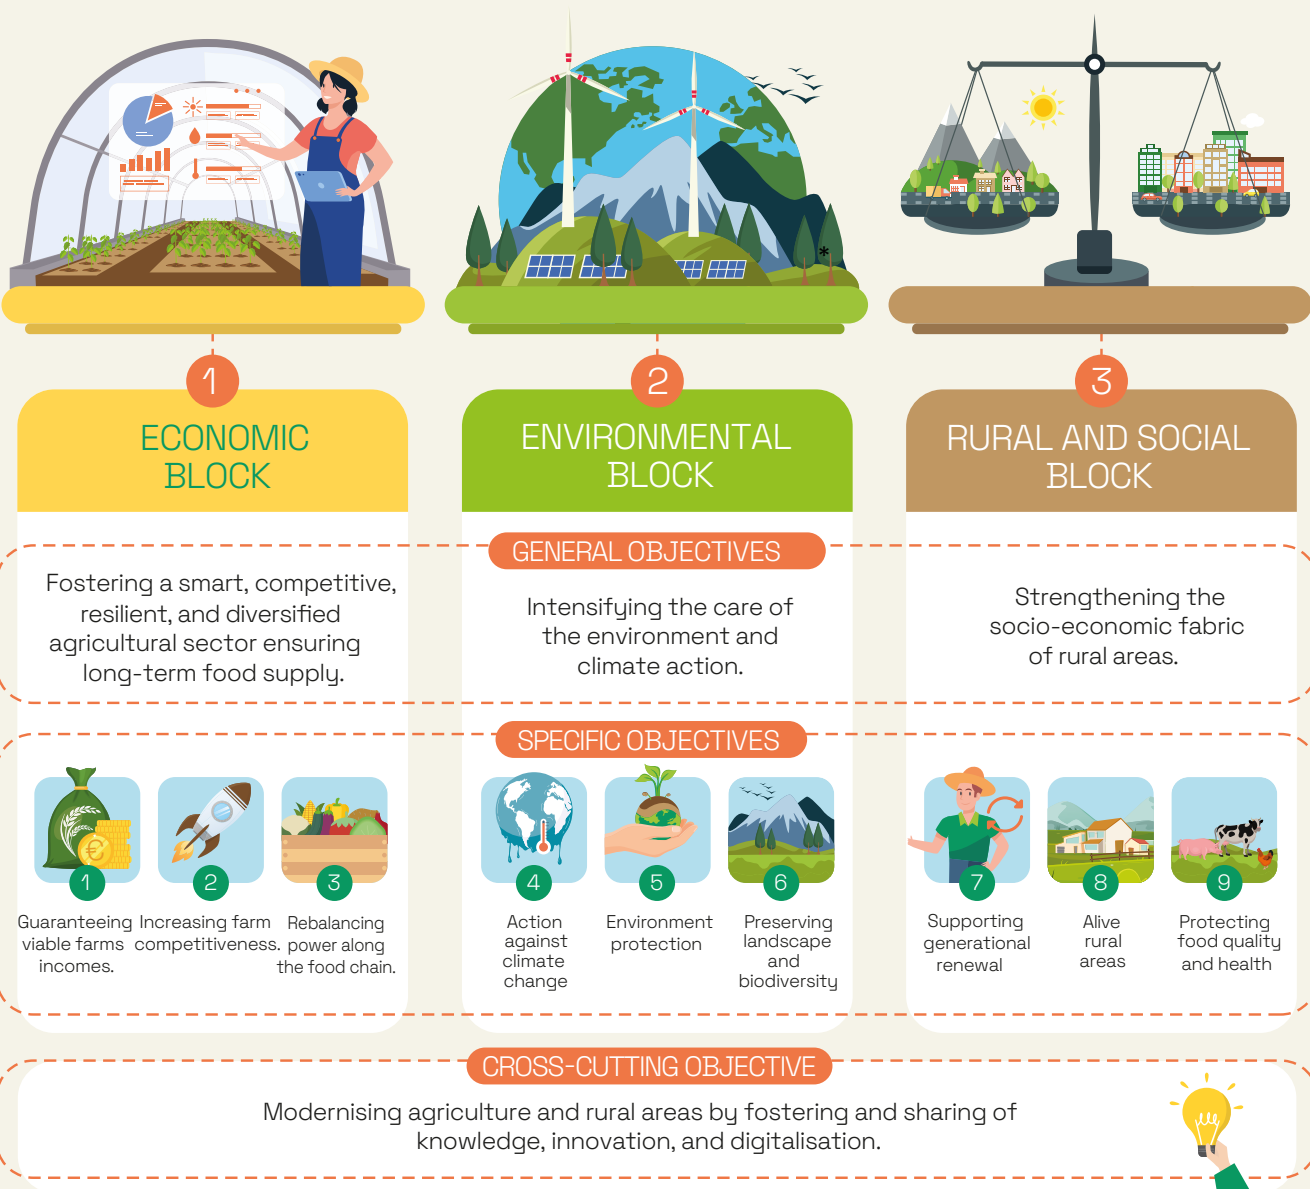 1
ECONOMIC
BLOCK
2
ENVIRONMENTAL
BLOCK
3
RURAL AND SOCIAL
BLOCK
GENERAL OBJECTIVES
Fostering a smart, competitive,
resilient, and diversified
agricultural sector ensuring
long-term food supply.
Intensifying the care of
the environment and
climate action.
Strengthening the
socio-economic fabric
of rural areas.
SPECIFIC OBJECTIVES
1
Guaranteeing
viable farms
incomes.
2
Increasing farm
competitiveness.
3
Rebalancing
power along
the food chain.
4
Action
against
climate
change
5
Environment
protection
6
Preserving
landscape
and
biodiversity
7
Supporting
generational
renewal
8
Alive
rural
areas
9
Protecting
food quality
and health
CROSS-CUTTING OBJECTIVE
Modernising agriculture and rural areas by fostering and sharing of
knowledge, innovation, and digitalisation.